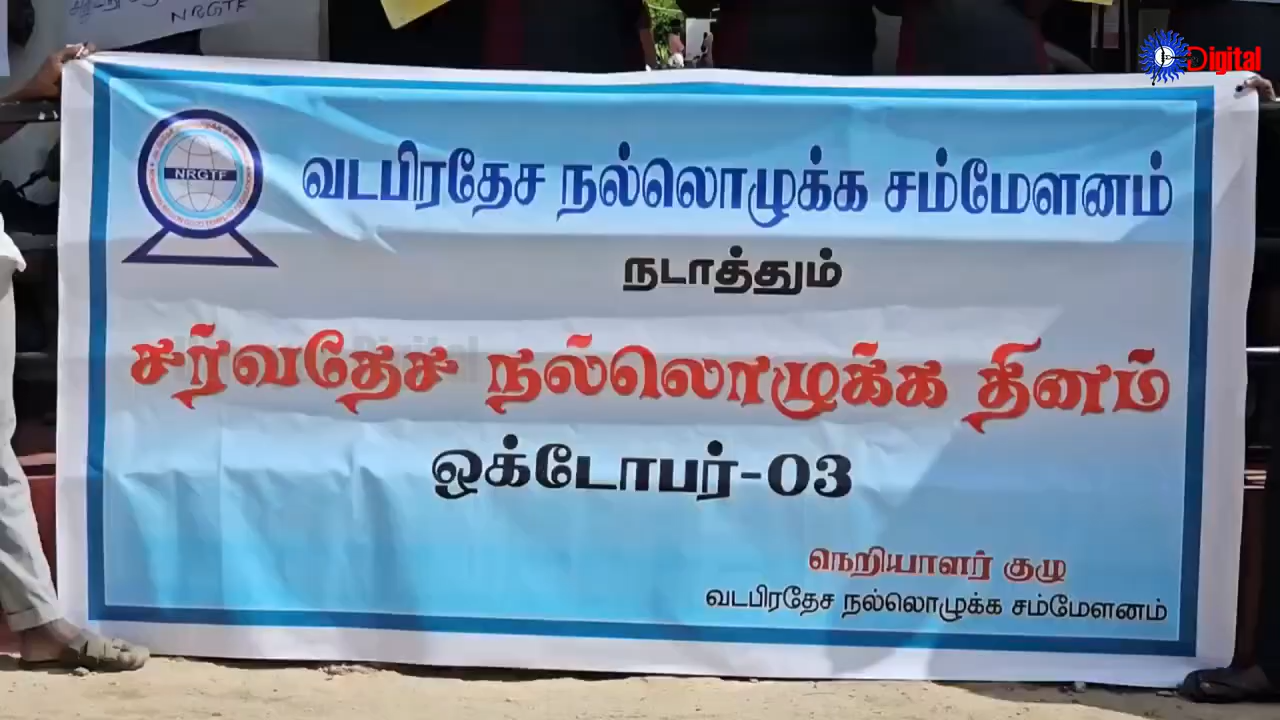 NRGTF
Digital
NRGTF
வடபிரதேச நல்லொழுக்க சம்மேளனம்
நடாத்தும்
சர்வதேச நல்லொழுக்க தினம்
ஒக்டோபர்-03
நெறியாளர் குழு
வடபிரதேச நல்லொழுக்க சம்மேளனம்